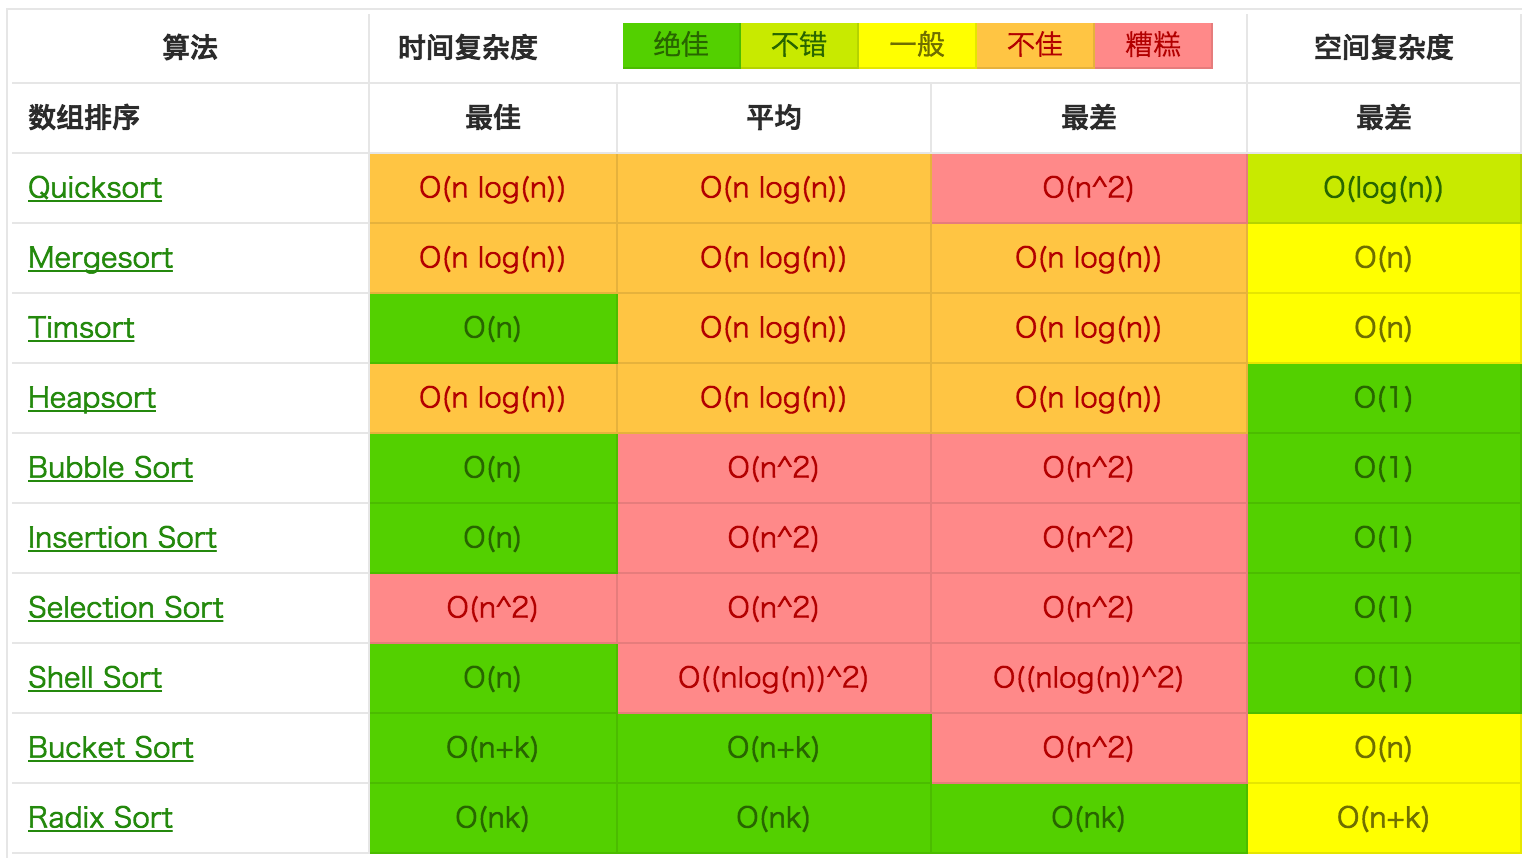 算法 时间复杂度 绝佳 不错 一般 不佳 糟糕 空间复杂度
数组排序 最佳 平均 最差 最差
Quicksort O(n log(n)) O(n log(n)) O(n^2) O(log(n))
Mergesort O(n log(n)) O(n log(n)) O(n log(n)) O(n)
Timsort O(n) O(n log(n)) O(n log(n)) O(n)
Heapsort O(n log(n)) O(n log(n)) O(n log(n)) O(1)
Bubble Sort O(n) O(n^2) O(n^2) O(1)
Insertion Sort O(n) O(n^2) O(n^2) O(1)
Selection Sort O(n^2) O(n^2) O(n^2) O(1)
Shell Sort O(n) O((nlog(n))^2) O((nlog(n))^2) O(1)
Bucket Sort O(n+k) O(n+k) O(n^2) O(n)
Radix Sort O(nk) O(nk) O(nk) O(n+k)